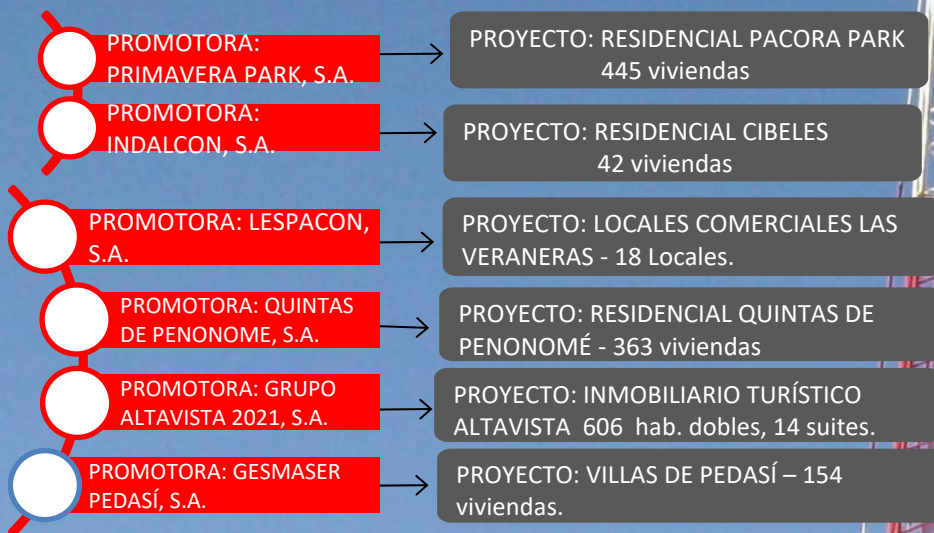 PROMOTORA:
PRIMAVERA PARK, S.A.
PROYECTO: RESIDENCIAL PACORA PARK
445 viviendas
PROMOTORA:
INDALCON, S.A.
PROYECTO: RESIDENCIAL CIBELES
42 viviendas
PROMOTORA: LESPACON,
S.A.
PROYECTO: LOCALES COMERCIALES LAS
VERANERAS - 18 Locales.
PROMOTORA: QUINTAS
DE PENONOME, S.A.
PROYECTO: RESIDENCIAL QUINTAS DE
PENONOMÉ - 363 viviendas
PROMOTORA: GRUPO
ALTAVISTA 2021, S.A.
PROYECTO: INMOBILIARIO TURÍSTICO
ALTAVISTA 606 hab. dobles, 14 suites.
PROMOTORA: GESMASER
PEDASÍ, S.A.
PROYECTO: VILLAS DE PEDASÍ – 154
viviendas.